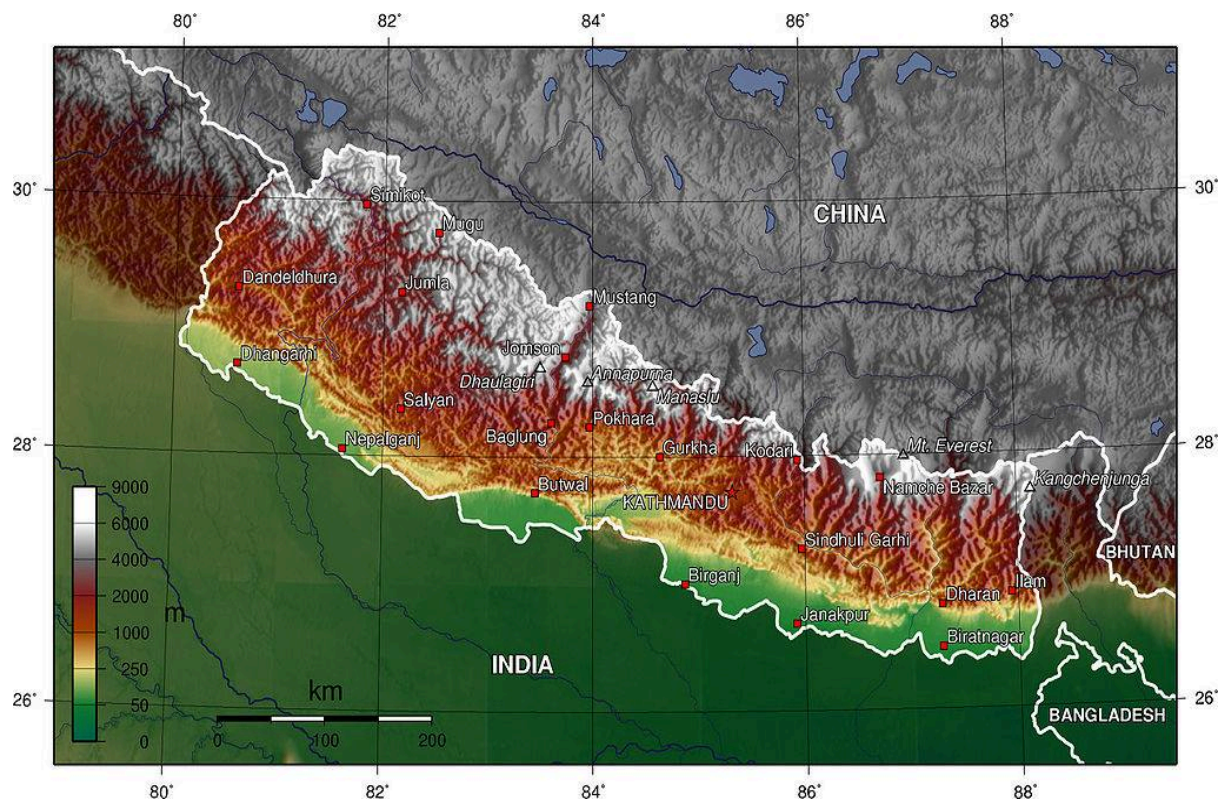 80˚ 82˚ 84˚ 86˚ 88˚
30˚ 30˚
Simikot
CHINA
Mugu
Dandeldhura
Jumla
Mustang
Jomson
Dhangarhi
Annapurna
Dhaulagiri
Manaslu
Salyan
Pokhara
Baglung
Nepalganj
28˚ 28˚
Gurkha
Kodari
Mt. Everest
Kangchenjunga
Namche Bazar
Butwal
KATHMANDU
9000
6000
4000
2000
1000
250
50
0
m
Sindhuli Garhi
BHUTAN
Birganj
Ilam
Dharan
Janakpur
Biratnagar
INDIA
km
0 100 200
26˚ 26˚
BANGLADESH
80˚ 82˚ 84˚ 86˚ 88˚